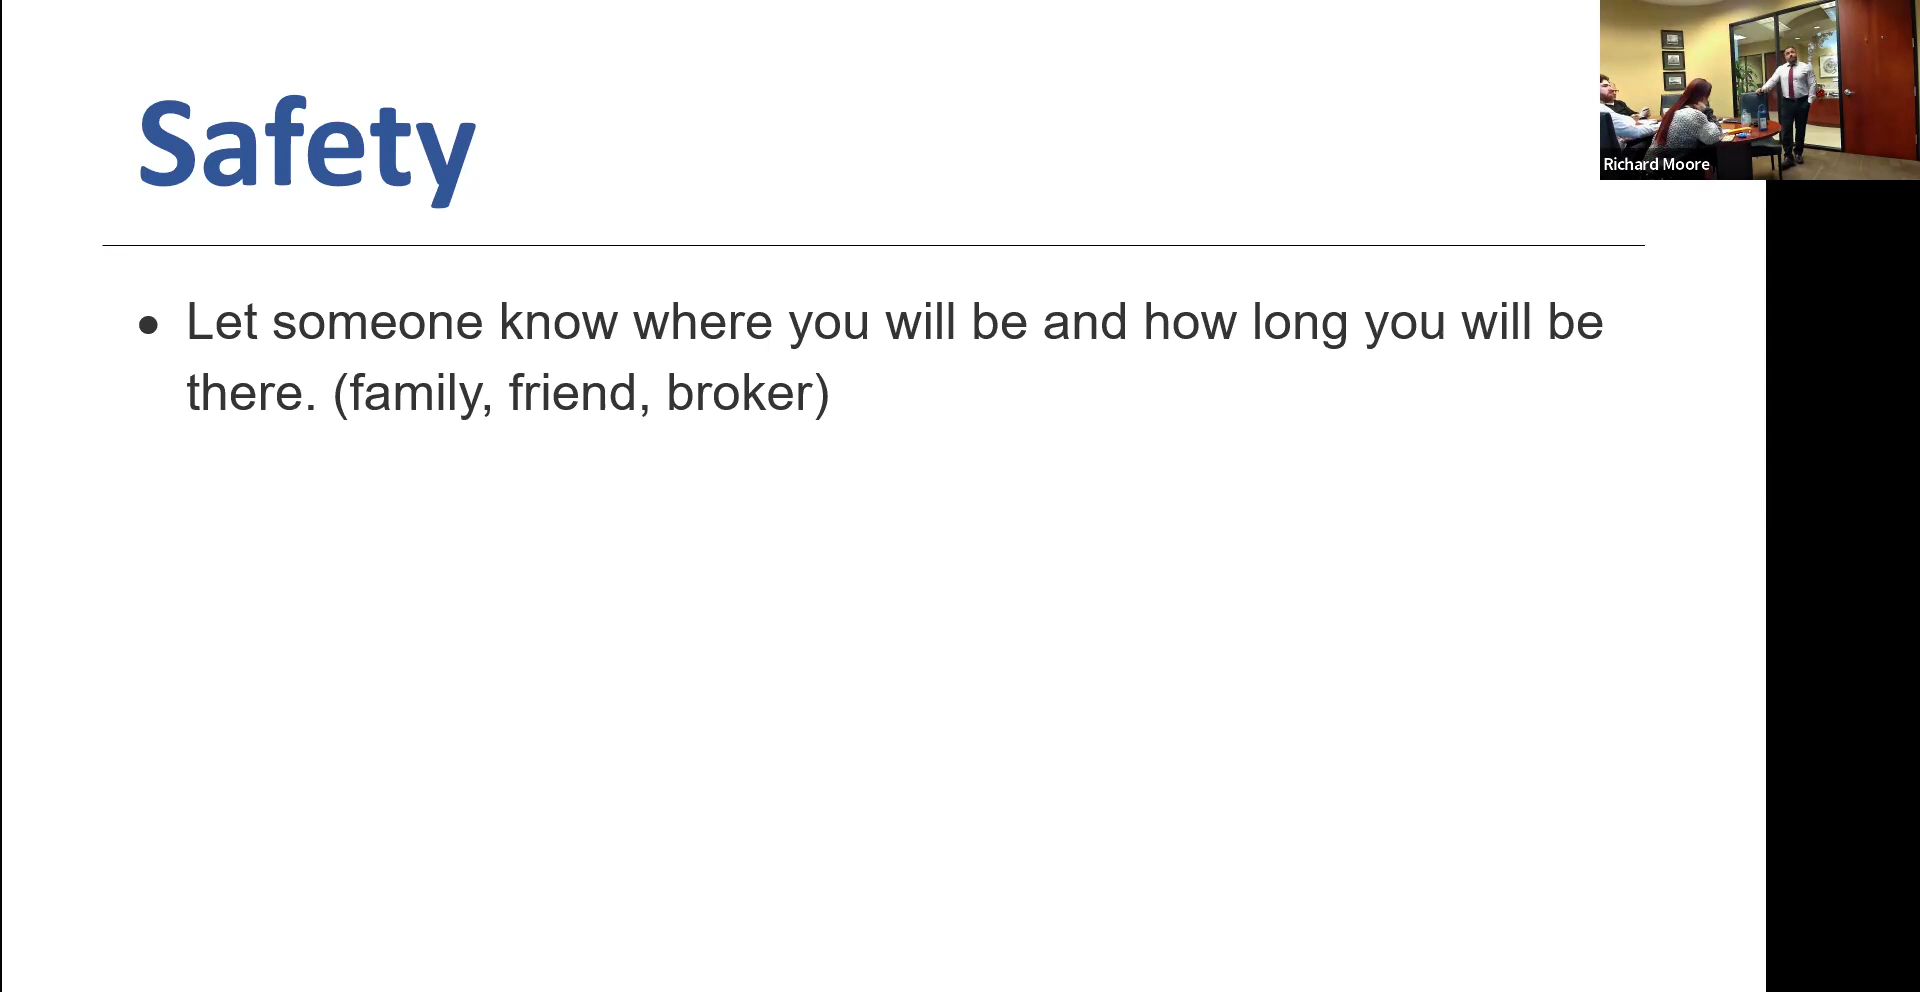 Safety
Richard Moore
● Let someone know where you will be and how long you will be
there. (family, friend, broker)